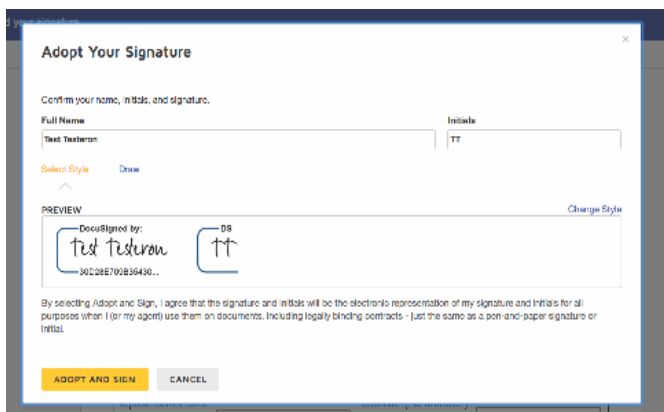 d your signature
Adopt Your Signature
×
Confirm your name, initials, and signature.
Full Name
Initials
Test Testeron
TT
Select Style
Draw
PREVIEW
Change Style
DocuSigned by:
DS
Test Testeron
TT
30D28E709B36430...
By selecting Adopt and Sign, I agree that the signature and initials will be the electronic representation of my signature and initials for all
purposes when I (or my agent) use them on documents, including legally binding contracts - just the same as a pen-and-paper signature or
initial.
ADOPT AND SIGN
CANCEL